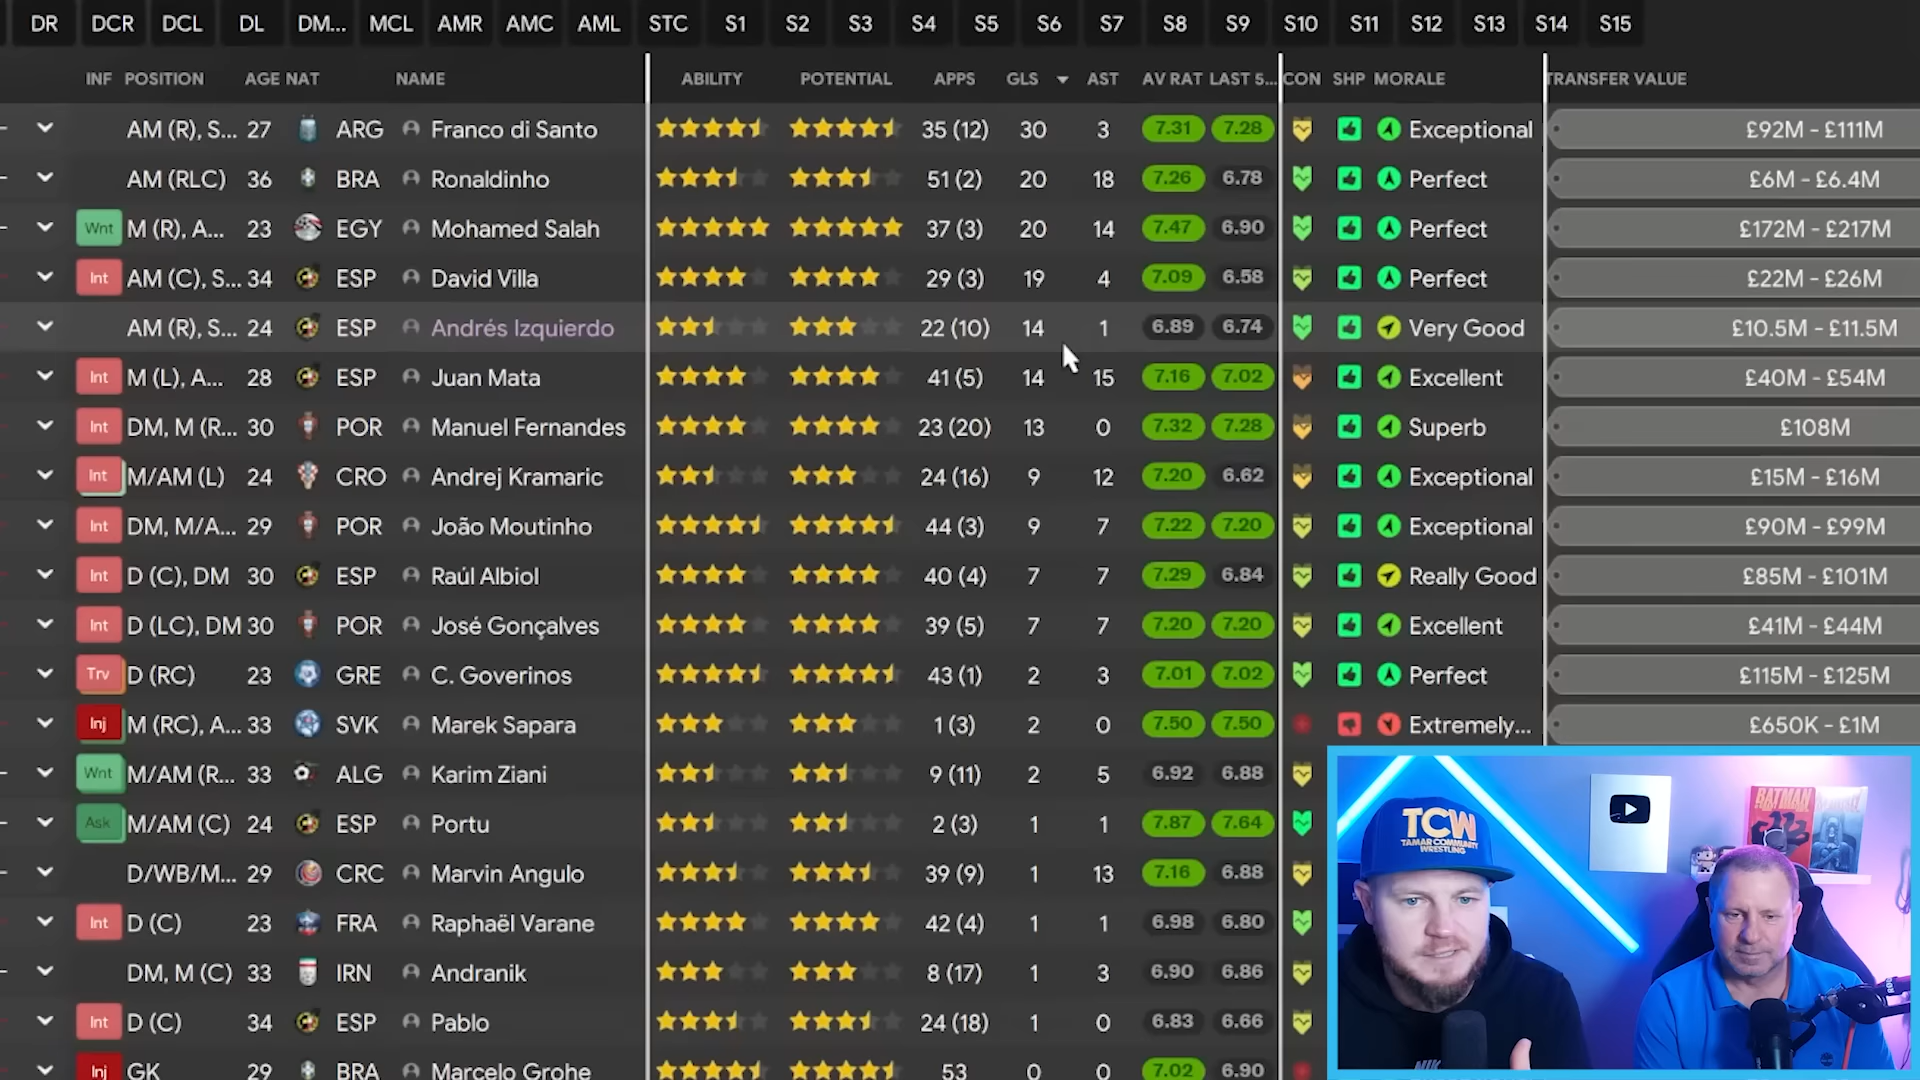 DR DCR DCL DL DM... MCL AMR AMC AML STC S1 S2 S3 S4 S5 S6 S7 S8 S9 S10 S11 S12 S13 S14 S15
INF POSITION AGE NAT NAME ABILITY POTENTIAL APPS GLS AST AV RAT LAST 5... CON SHP MORALE TRANSFER VALUE
AM (R), S... 27 ARG Franco di Santo 35 (12) 30 3 7.31 7.28 Exceptional £92M - £111M
AM (RLC) 36 BRA Ronaldinho 51 (2) 20 18 7.26 6.78 Perfect £6M - £6.4M
Wnt M (R), A... 23 EGY Mohamed Salah 37 (3) 20 14 7.47 6.90 Perfect £172M - £217M
Int AM (C), S... 34 ESP David Villa 29 (3) 19 4 7.09 6.58 Perfect £22M - £26M
AM (R), S... 24 ESP Andrés Izquierdo 22 (10) 14 1 6.89 6.74 Very Good £10.5M - £11.5M
Int M (L), A... 28 ESP Juan Mata 41 (5) 14 15 7.16 7.02 Excellent £40M - £54M
Int DM, M (R... 30 POR Manuel Fernandes 23 (20) 13 0 7.32 7.28 Superb £108M
Int M/AM (L) 24 CRO Andrej Kramaric 24 (16) 9 12 7.20 6.62 Exceptional £15M - £16M
Int DM, M/A... 29 POR João Moutinho 44 (3) 9 7 7.22 7.20 Exceptional £90M - £99M
Int D (C), DM 30 ESP Raúl Albiol 40 (4) 7 7 7.29 6.84 Really Good £85M - £101M
Int D (LC), DM 30 POR José Gonçalves 39 (5) 7 7 7.20 7.20 Excellent £41M - £44M
Trv D (RC) 23 GRE C. Goverinos 43 (1) 2 3 7.01 7.02 Perfect £115M - £125M
Inj M (RC), A... 33 SVK Marek Sapara 1 (3) 2 0 7.50 7.50 Extremely... £650K - £1M
Wnt M/AM (R... 33 ALG Karim Ziani 9 (11) 2 5 6.92 6.88
Ask M/AM (C) 24 ESP Portu 2 (3) 1 1 7.87 7.64
D/WB/M... 29 CRC Marvin Angulo 39 (9) 1 13 7.16 6.88
Int D (C) 23 FRA Raphaël Varane 42 (4) 1 1 6.98 6.80
DM, M (C) 33 IRN Andranik 8 (17) 1 3 6.90 6.86
Int D (C) 34 ESP Pablo 24 (18) 1 0 6.83 6.66
Inj GK 29 BRA Marcelo Grohe 53 0 0 7.02 6.90
BATMAN
TCW
TAMAR COMMUNITY
WRESTLING